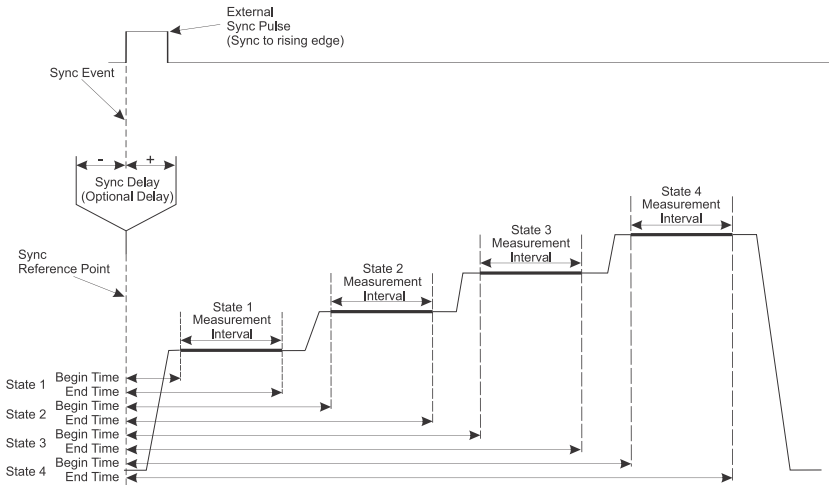 External
Sync Pulse
(Sync to rising edge)
Sync Event
- +
Sync Delay
(Optional Delay)
Sync
Reference Point
State 1
Measurement
Interval
State 2
Measurement
Interval
State 3
Measurement
Interval
State 4
Measurement
Interval
State 1
Begin Time
End Time
State 2
Begin Time
End Time
State 3
Begin Time
End Time
State 4
Begin Time
End Time